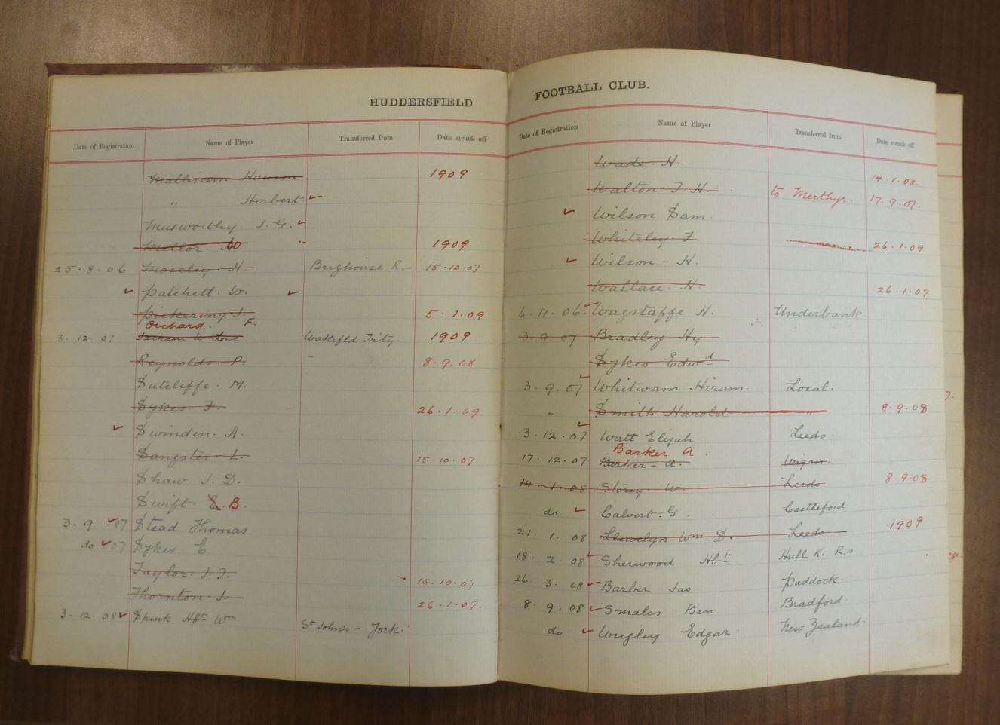 HUDDERSFIELD
Date of Registration Name of Player Transferred from Date struck off
Mallinson Hanson 1909
" Herbert
Musworthy. J. G.
Mellor. W. 1909
25.8.06 Moseley. H. Brighouse R.- 15.10.07
Patchett. W.
Pickering J. 5.1.09
Orchard. F.
3.12.07 Jackson W. Lowe Wakefld Tr'ty. 1909
Reynolds. P. 8.9.08
Sutcliffe. M.
Sykes. F. 26.1.09
Swinden. A.
Sangster. L. 15.10.07
Shaw. J. D.
Swift. B.
3.9 07 Stead Thomas
do 07 Sykes E
Taylor. J. F. 15.10.07
Thornton. J. 26.1.09.
3.12.08 Spink Hbt. Wm St John's - York.
FOOTBALL CLUB.
Date of Registration Name of Player Transferred from Date struck off
Wade. H. 14.1.08.
Walton. J. H. to Merthyr. 17.9.07.
Wilson Sam.
Whiteley F 26.1.09
Wilson. H.
Wallace. H. 26.1.09
6.11.06. Wagstaffe H. Underbank
3.9.07 Bradley Hy
Sykes Edwd
3.9.07 Whitwam Hiram. Local.
" Smith Harold " 8.9.08
3.12.07 Watt Elijah Leeds.
Barker A.
17.12.07 Barker - A. Wigan.
14.1.08 Storey. W. Leeds 8.9.08
do Calvert. G. Castleford
21.1.08 Llewelyn Wm D. Leeds 1909
18.2.08 Sherwood Hbt Hull K. R.s
26.3.08 Barber Jas Paddock.
8.9.08 Smales Ben Bradford
do Wrigley Edgar New Zealand.